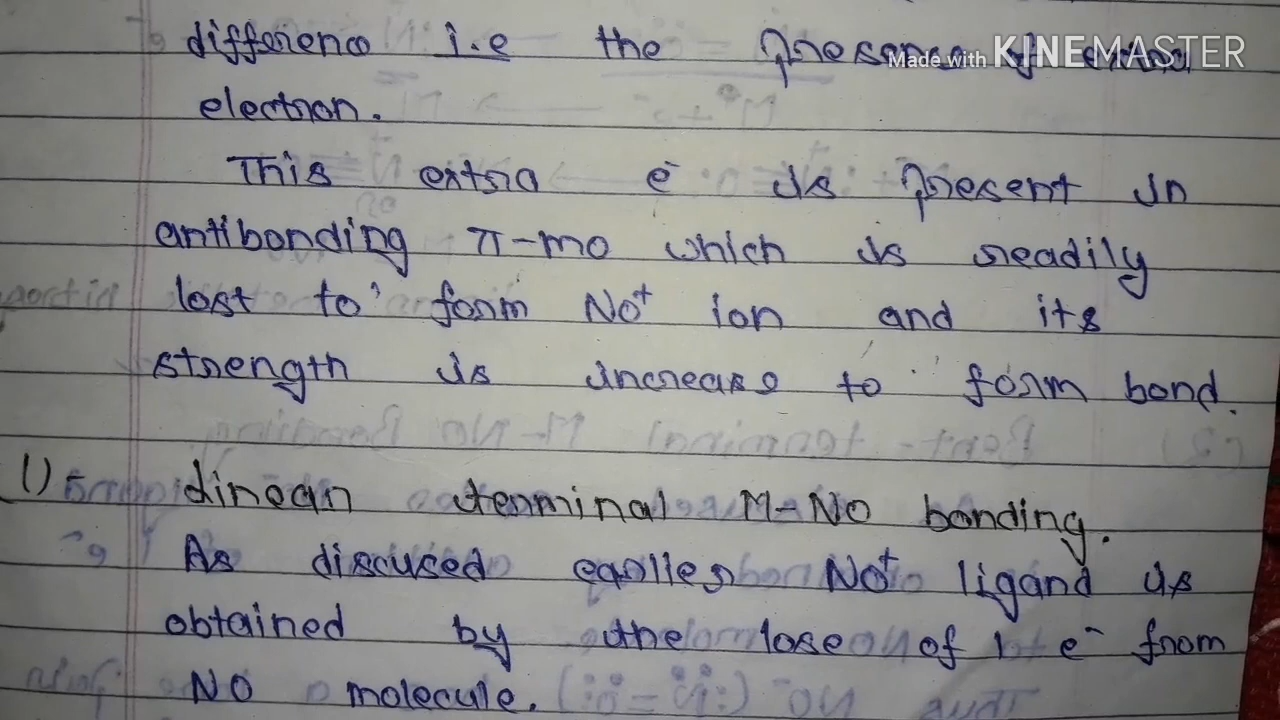 difference i.e the presense of extra
Made with KINEMASTER
electron.
This extra e⁻ is present in
antibonding π-mo which is readily
lost to form No⁺ ion and its
strength is increase to form bond.
1) linear terminal M-No bonding.
As discused earlier No⁺ ligand is
obtained by the lose of 1 e⁻ from
NO molecule.